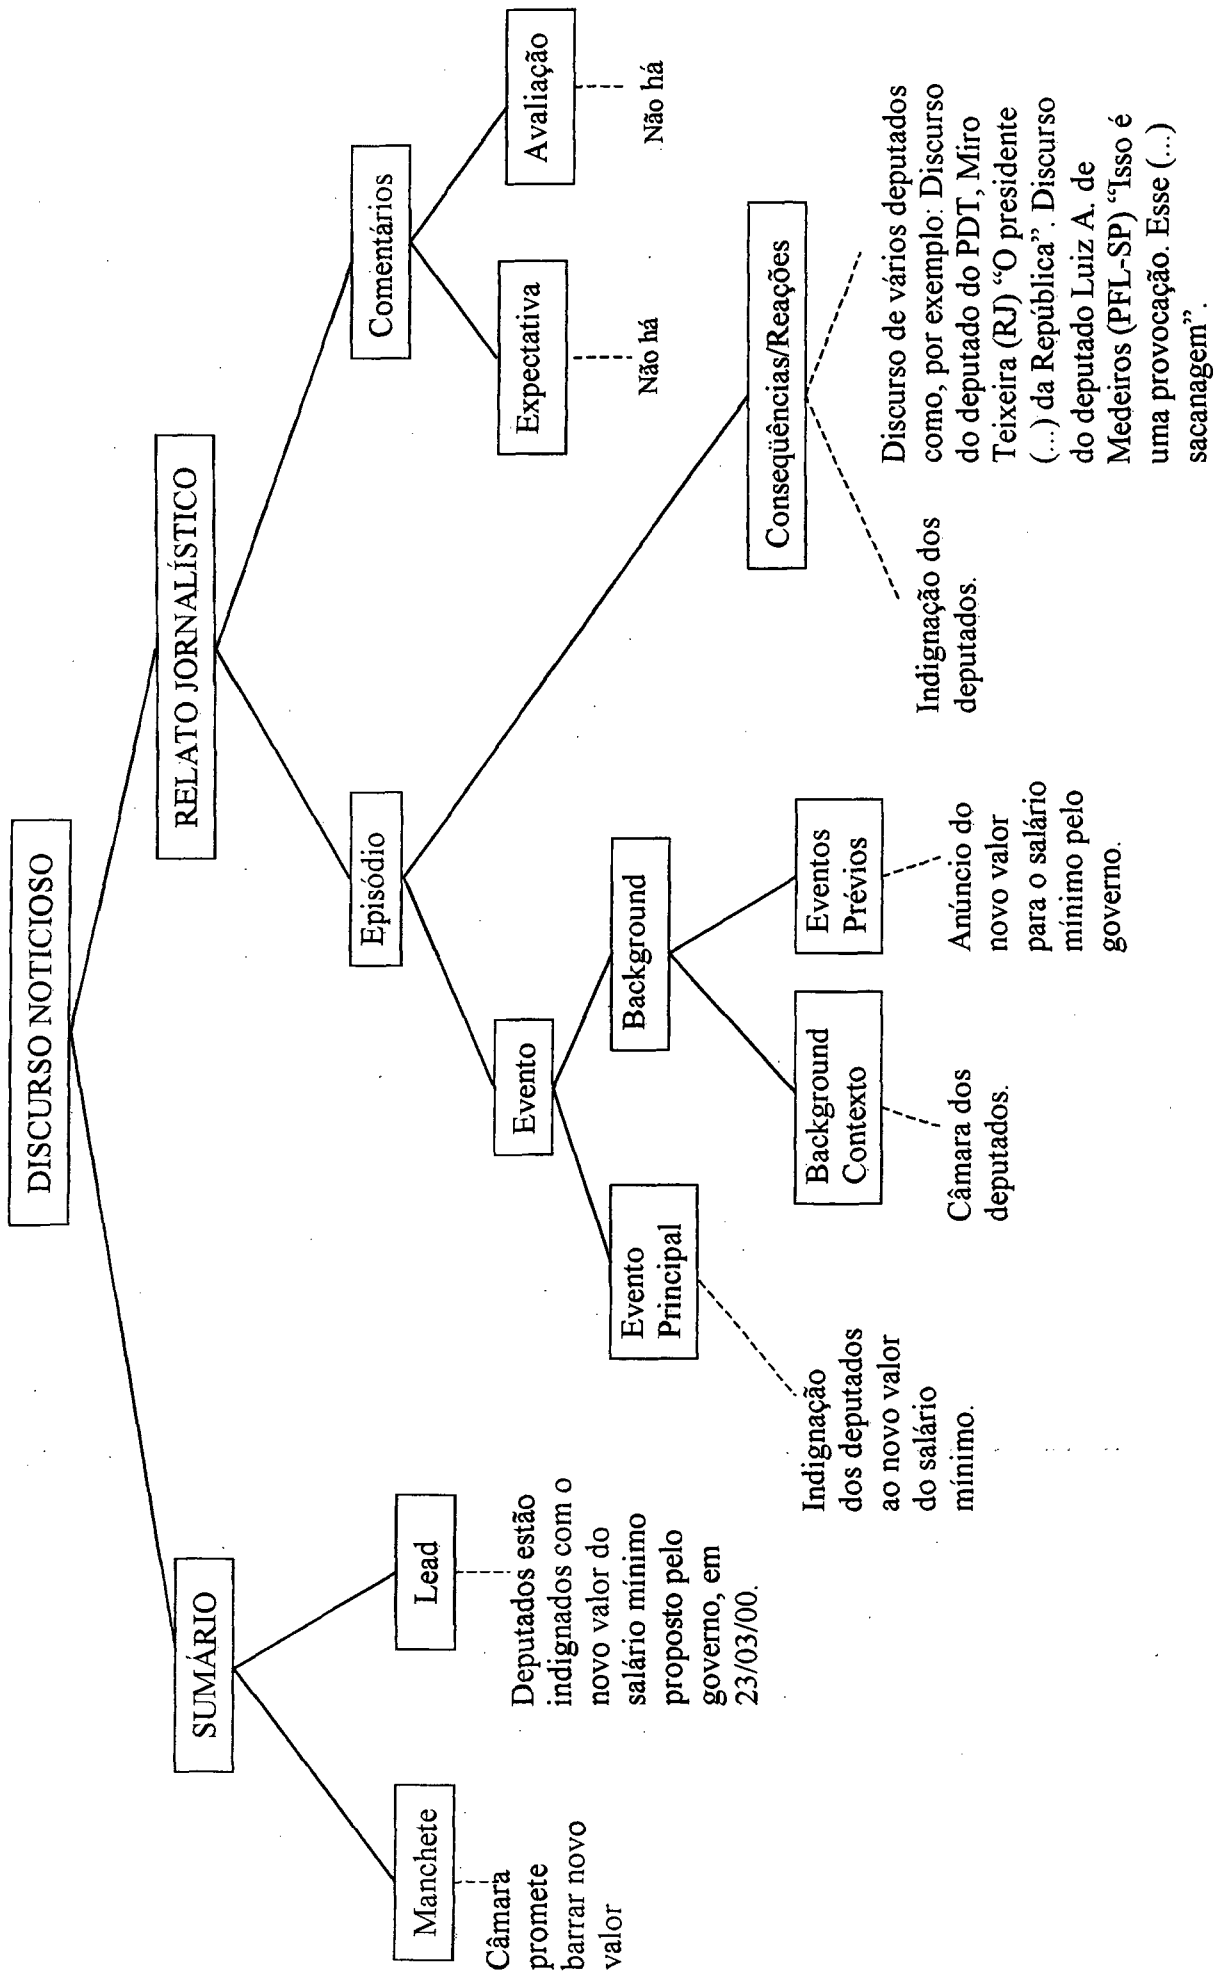 DISCURSO NOTICIOSO
SUMÁRIO
RELATO JORNALÍSTICO
Manchete
Câmara
promete
barrar novo
valor
Lead
Deputados estão
indignados com o
novo valor do
salário mínimo
proposto pelo
governo, em
23/03/00.
Episódio
Comentários
Evento
Expectativa
Não há
Avaliação
Não há
Evento
Principal
Indignação
dos deputados
ao novo valor
do salário
mínimo.
Background
Background
Contexto
Câmara dos
deputados.
Eventos
Prévios
Anúncio do
novo valor
para o salário
mínimo pelo
governo.
Conseqüências/Reações
Indignação dos
deputados.
Discurso de vários deputados
como, por exemplo: Discurso
do deputado do PDT, Miro
Teixeira (RJ) “O presidente
(...) da República”. Discurso
do deputado Luiz A. de
Medeiros (PFL-SP) “Isso é
uma provocação. Esse (...)
sacanagem”.